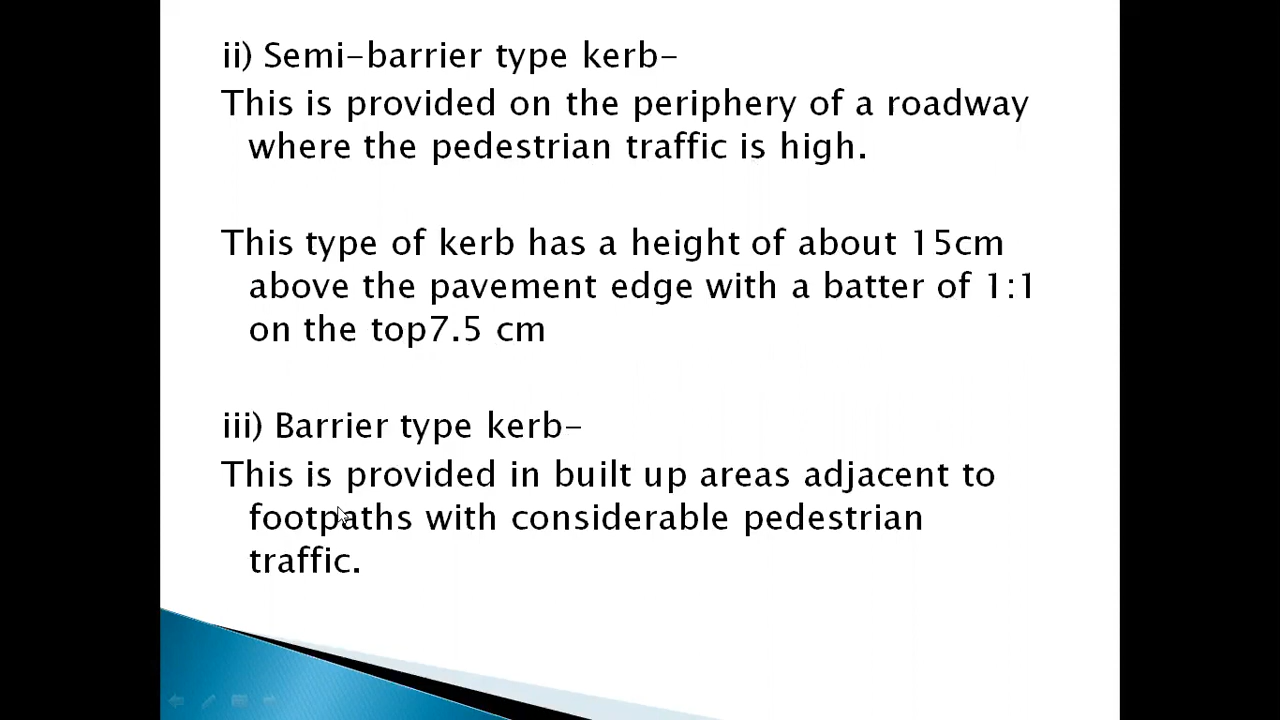 ii) Semi-barrier type kerb-
This is provided on the periphery of a roadway
where the pedestrian traffic is high.
This type of kerb has a height of about 15cm
above the pavement edge with a batter of 1:1
on the top7.5 cm
iii) Barrier type kerb-
This is provided in built up areas adjacent to
footpaths with considerable pedestrian
traffic.